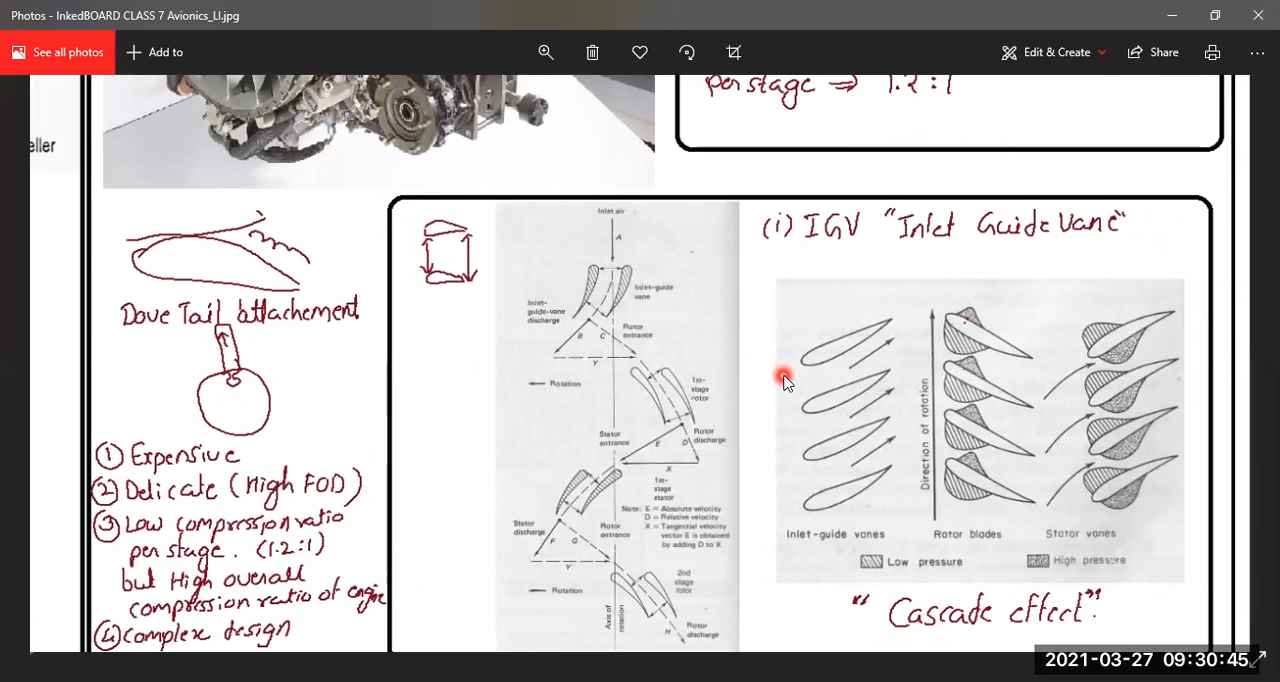 Photos - InkedBOARD CLASS 7 Avionics_LI.jpg
See all photos
Add to
Edit & Create
Share
eller
per stage ⇒ 1.2 : 1
Dove Tail attachement
① Expensive
② Delicate (High FOD)
③ Low compression ratio
per stage. (1.2:1)
but High overall
compression ratio of engine
④ complex design
Inlet air
A
Inlet-guide
vane
Inlet-
guide-vane
discharge
Rotor
entrance
B
C
Y
Rotation
1st-
stage
rotor
Stator
entrance
E
D
Rotor
discharge
X
1st-
stage
stator
Note: E = Absolute velocity
D = Relative velocity
X = Tangential velocity
vector E is obtained
by adding D to X
Stator
discharge
F
G
Rotor
entrance
Y
2nd
stage
rotor
Rotation
Axis of
rotation
H
Rotor
discharge
(i) IGV "Inlet Guide Vane"
Direction of rotation
Inlet-guide vanes
Rotor blades
Stator vanes
Low pressure
High pressure
"Cascade effect".
2021-03-27 09:30:45